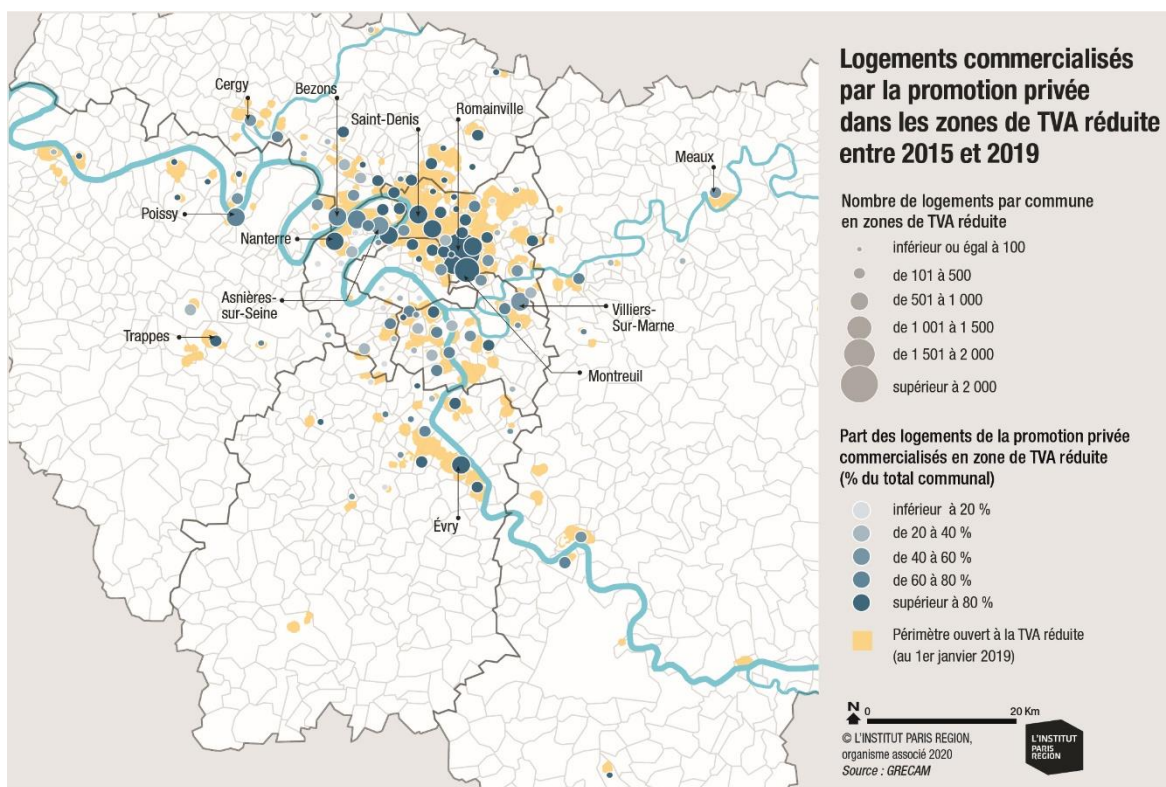 Logements commercialisés
par la promotion privée
dans les zones de TVA réduite
entre 2015 et 2019
Nombre de logements par commune
en zones de TVA réduite
inférieur ou égal à 100
de 101 à 500
de 501 à 1 000
de 1 001 à 1 500
de 1 501 à 2 000
supérieur à 2 000
Part des logements de la promotion privée
commercialisés en zone de TVA réduite
(% du total communal)
inférieur à 20 %
de 20 à 40 %
de 40 à 60 %
de 60 à 80 %
supérieur à 80 %
Périmètre ouvert à la TVA réduite
(au 1er janvier 2019)
N
0
20 Km
© L'INSTITUT PARIS REGION,
organisme associé 2020
Source : GRECAM
L'INSTITUT
PARIS
REGION
Cergy
Bezons
Saint-Denis
Romainville
Meaux
Poissy
Nanterre
Asnières-
sur-Seine
Trappes
Villiers-
Sur-Marne
Montreuil
Évry